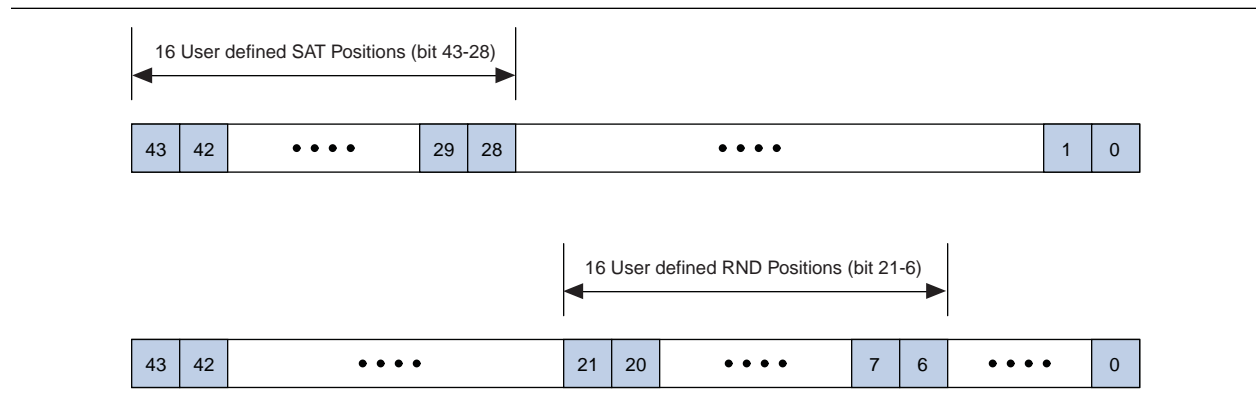 16 User defined SAT Positions (bit 43-28)
43 42 •••• 29 28 •••• 1 0
16 User defined RND Positions (bit 21-6)
43 42 •••• 21 20 •••• 7 6 •••• 0